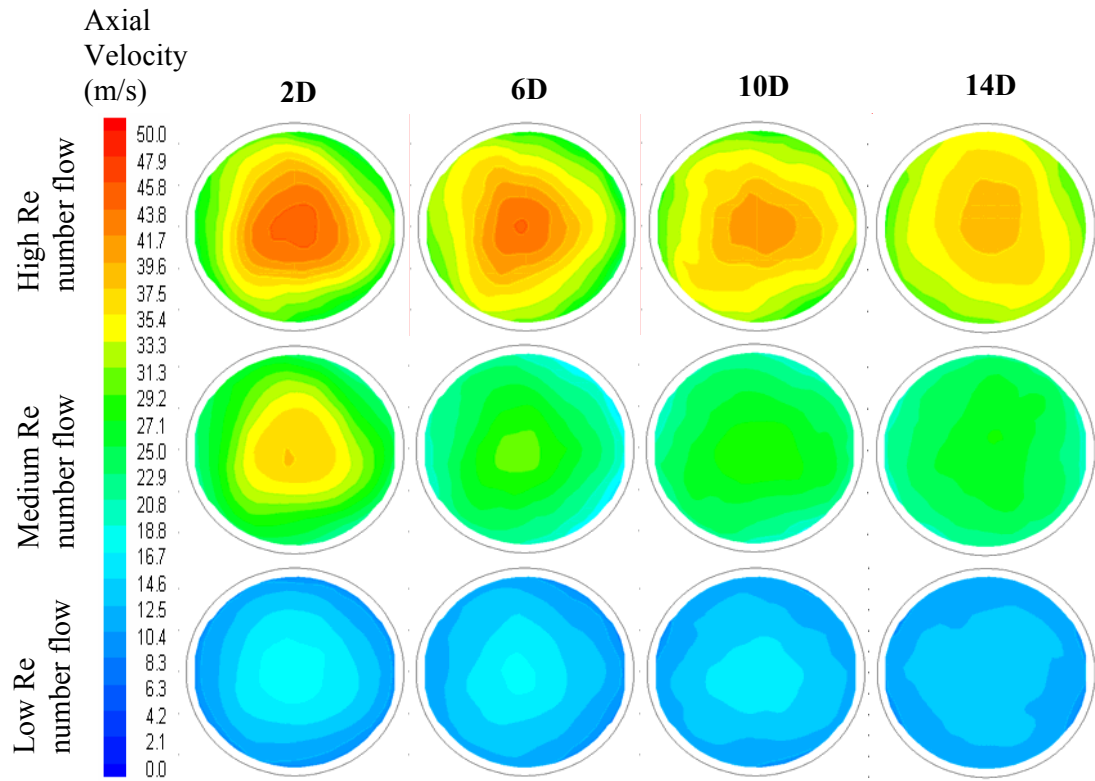 Axial
Velocity
(m/s)
2D
6D
10D
14D
50.0
47.9
45.8
43.8
41.7
39.6
37.5
35.4
33.3
31.3
29.2
27.1
25.0
22.9
20.8
18.8
16.7
14.6
12.5
10.4
8.3
6.3
4.2
2.1
0.0
High Re
number flow
Medium Re
number flow
Low Re
number flow